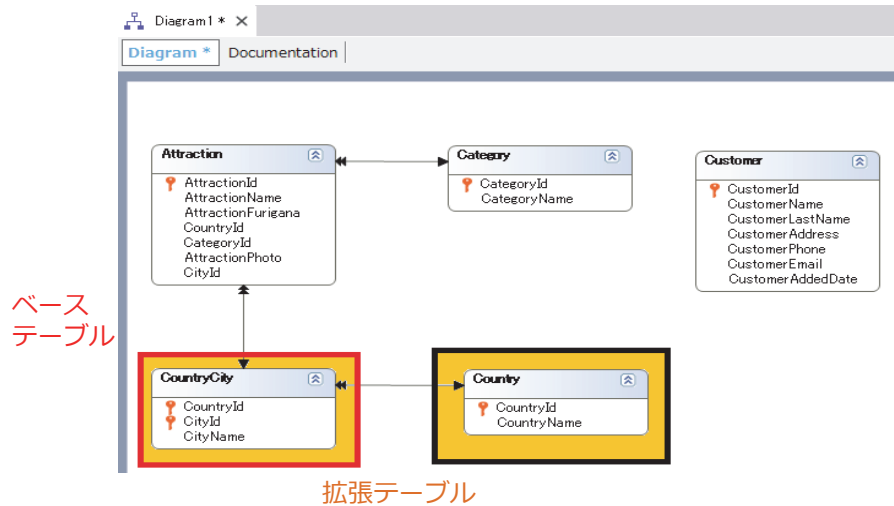 Diagram1 *
Diagram *
Documentation
Attraction
AttractionId
AttractionName
AttractionFurigana
CountryId
CategoryId
AttractionPhoto
CityId
Category
CategoryId
CategoryName
Customer
CustomerId
CustomerName
CustomerLastName
CustomerAddress
CustomerPhone
CustomerEmail
CustomerAddedDate
ベース
テーブル
CountryCity
CountryId
CityId
CityName
Country
CountryId
CountryName
拡張テーブル